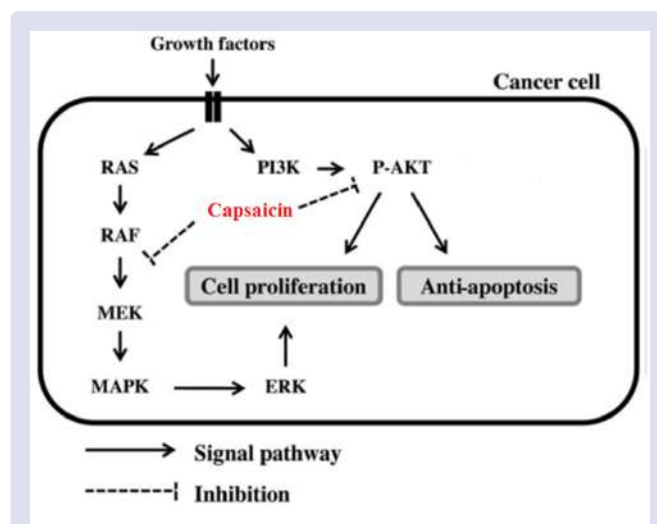 Growth factors
Cancer cell
RAS
PI3K
P-AKT
Capsaicin
RAF
Cell proliferation
Anti-apoptosis
MEK
MAPK
ERK
Signal pathway
Inhibition